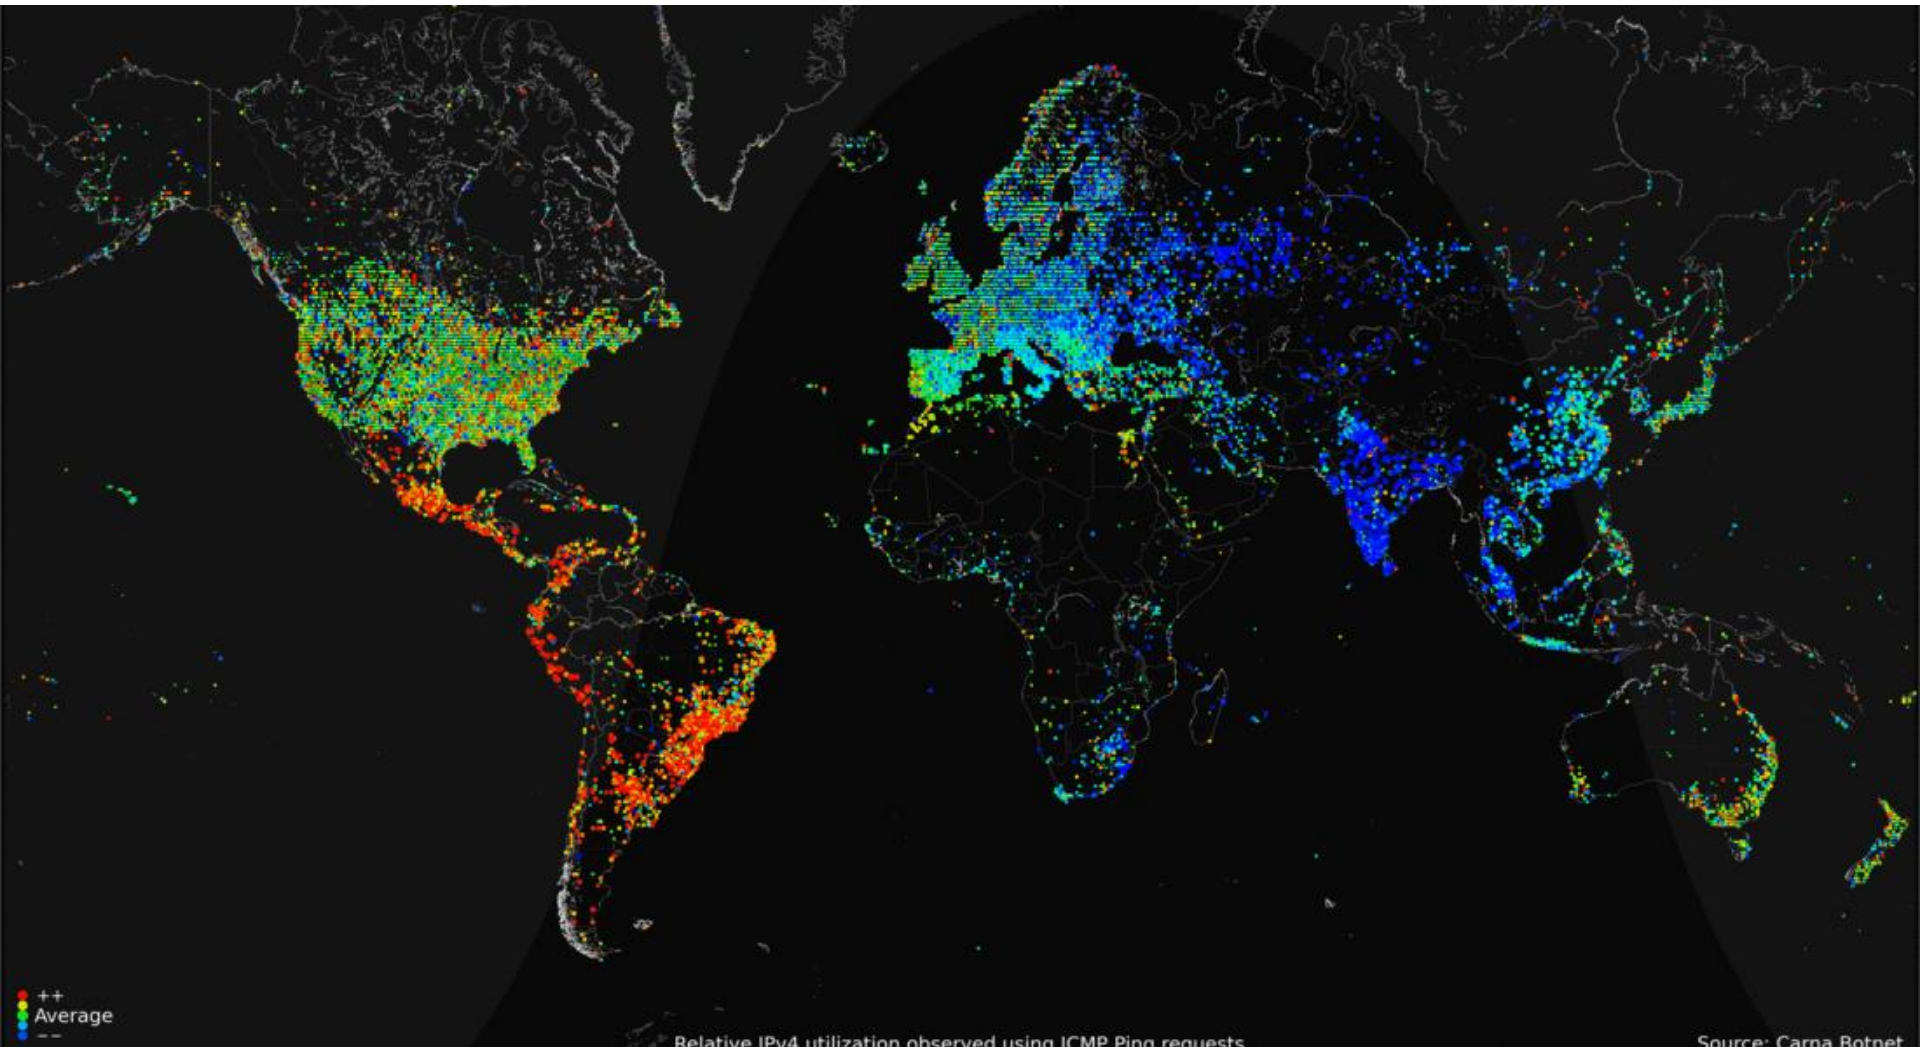 ++
Average
--
Relative IPv4 utilization observed using ICMP Ping requests
Source: Carna Botnet